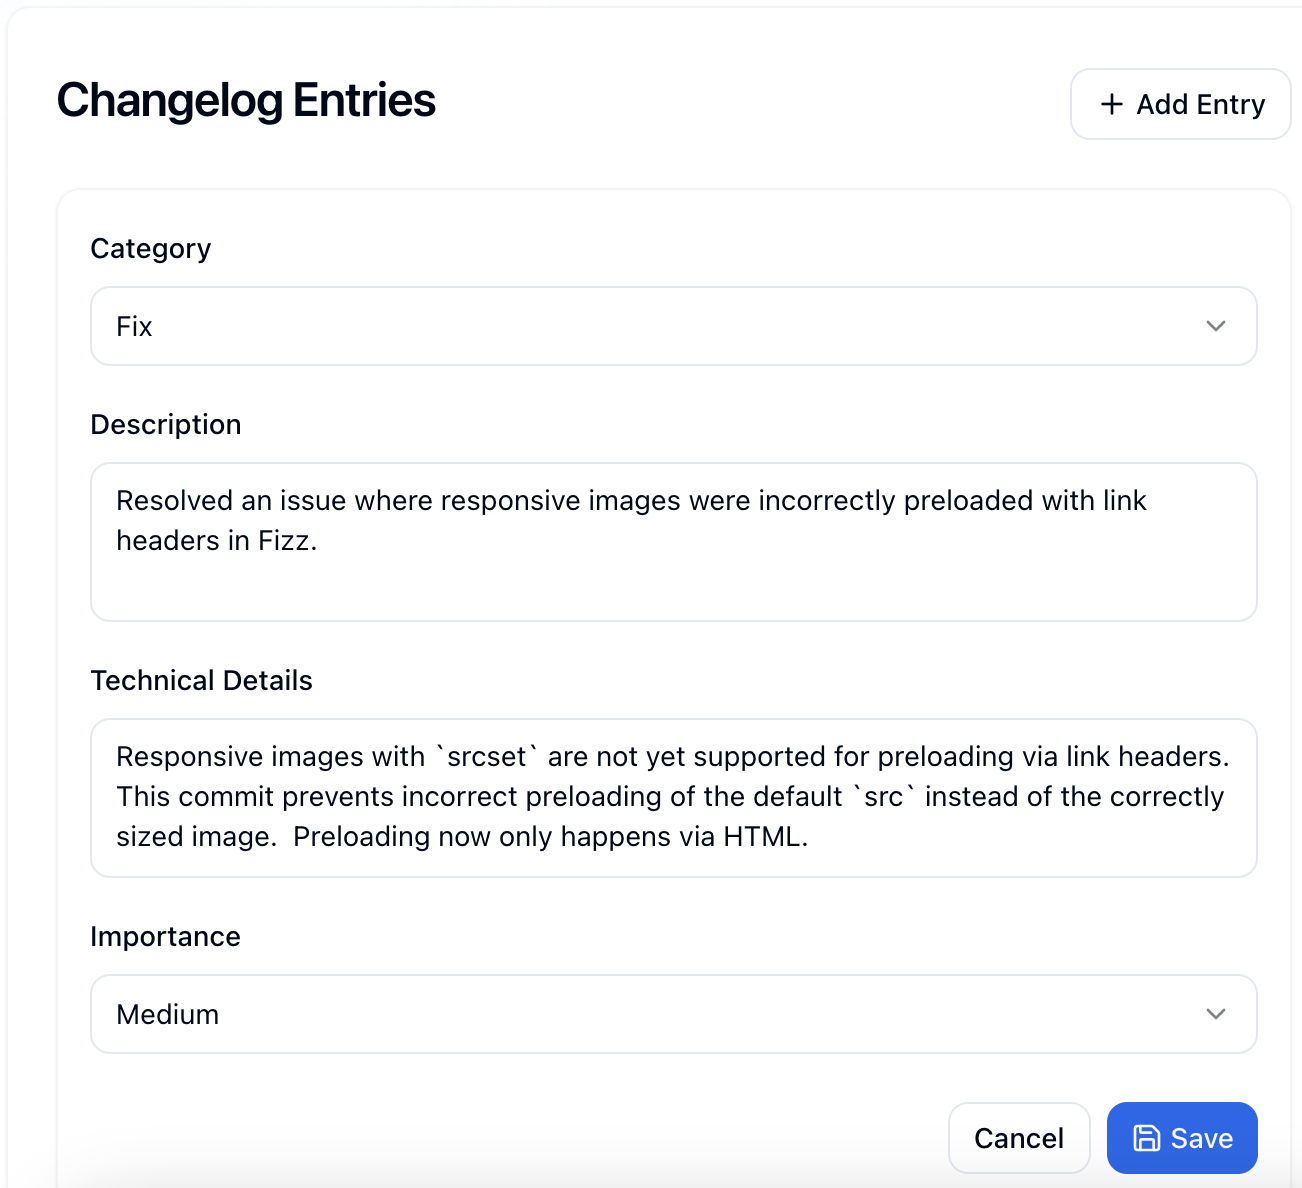 Changelog Entries
+ Add Entry
Category
Fix
Description
Resolved an issue where responsive images were incorrectly preloaded with link
headers in Fizz.
Technical Details
Responsive images with `srcset` are not yet supported for preloading via link headers.
This commit prevents incorrect preloading of the default `src` instead of the correctly
sized image.  Preloading now only happens via HTML.
Importance
Medium
Cancel
Save